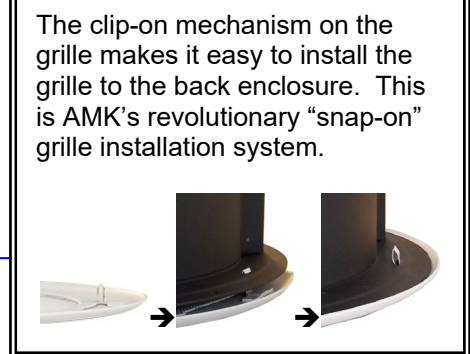 The clip-on mechanism on the
grille makes it easy to install the
grille to the back enclosure.  This
is AMK’s revolutionary “snap-on”
grille installation system.